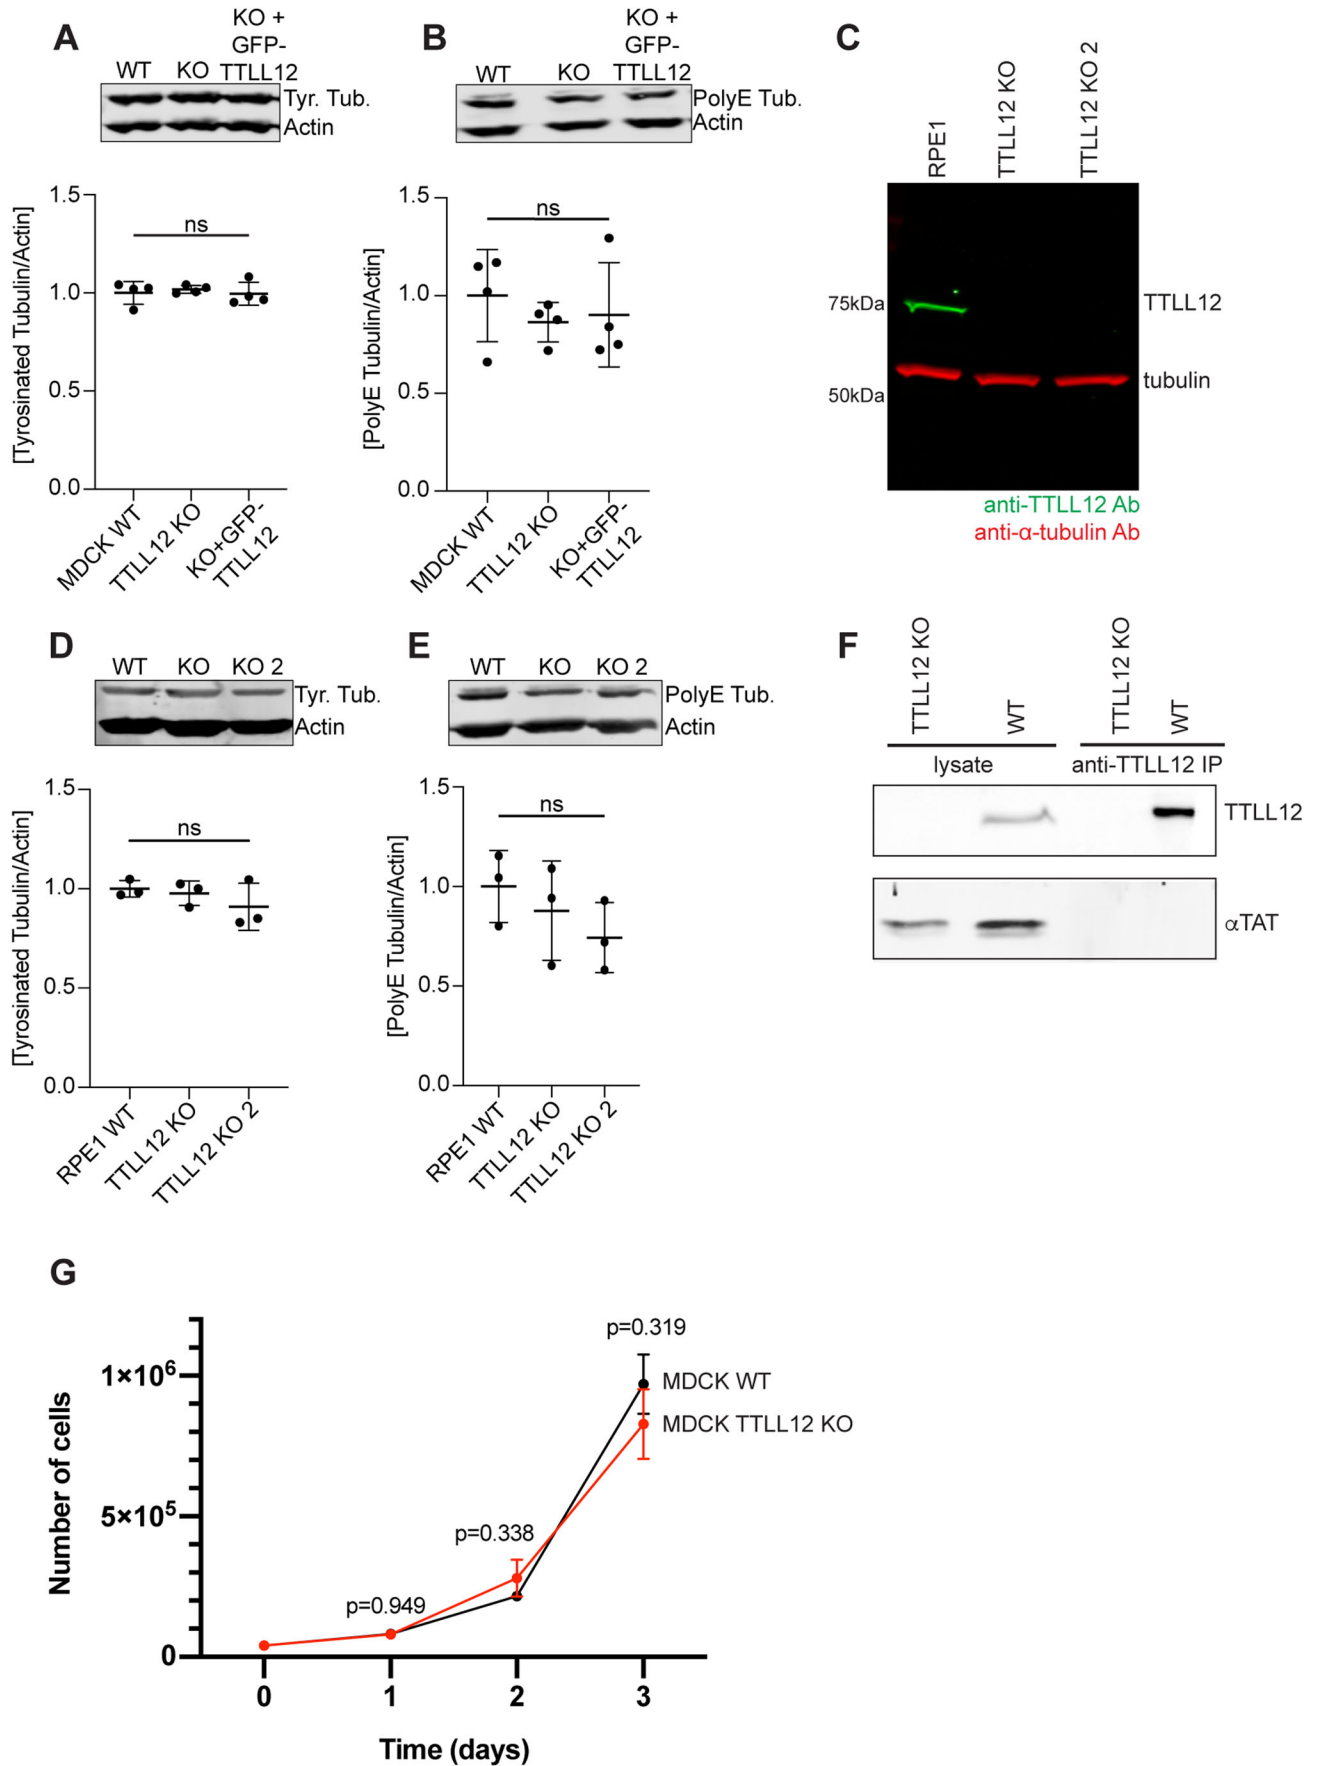 A
WT KO KO + GFP-TTLL12
Tyr. Tub.
Actin
[Tyrosinated Tubulin/Actin]
1.5
1.0
0.5
0.0
ns
MDCK WT
TTLL12 KO
KO+GFP-
TTLL12
B
WT KO KO + GFP-TTLL12
PolyE Tub.
Actin
[PolyE Tubulin/Actin]
1.5
1.0
0.5
0.0
ns
MDCK WT
TTLL12 KO
KO+GFP-
TTLL12
C
RPE1
TTLL12 KO
TTLL12 KO 2
75kDa
50kDa
TTLL12
tubulin
anti-TTLL12 Ab
anti-α-tubulin Ab
D
WT KO KO 2
Tyr. Tub.
Actin
[Tyrosinated Tubulin/Actin]
1.5
1.0
0.5
0.0
ns
RPE1 WT
TTLL12 KO
TTLL12 KO 2
E
WT KO KO 2
PolyE Tub.
Actin
[PolyE Tubulin/Actin]
1.5
1.0
0.5
0.0
ns
RPE1 WT
TTLL12 KO
TTLL12 KO 2
F
TTLL12 KO
WT
TTLL12 KO
WT
lysate
anti-TTLL12 IP
TTLL12
αTAT
G
Number of cells
1×10⁶
5×10⁵
0
p=0.949
p=0.338
p=0.319
MDCK WT
MDCK TTLL12 KO
0 1 2 3
Time (days)